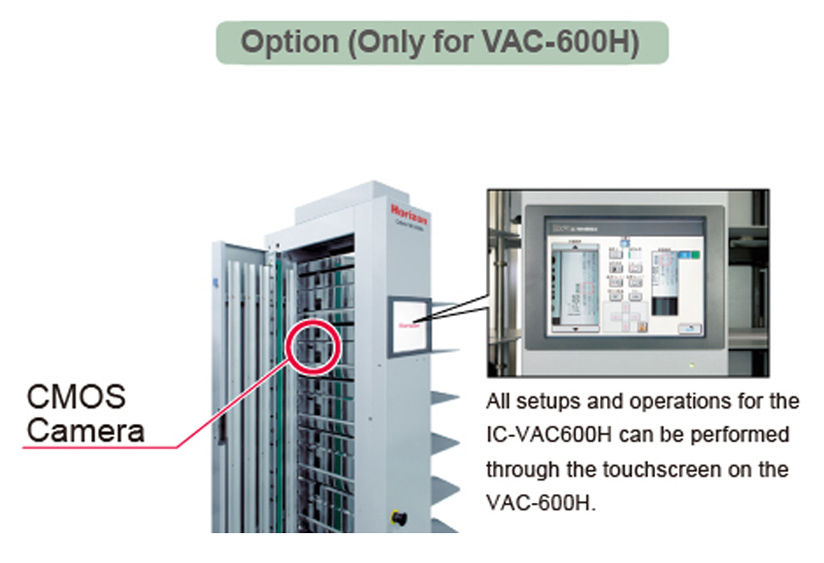 Option (Only for VAC-600H)
Horizon
CMOS
Camera
All setups and operations for the
IC-VAC600H can be performed
through the touchscreen on the
VAC-600H.